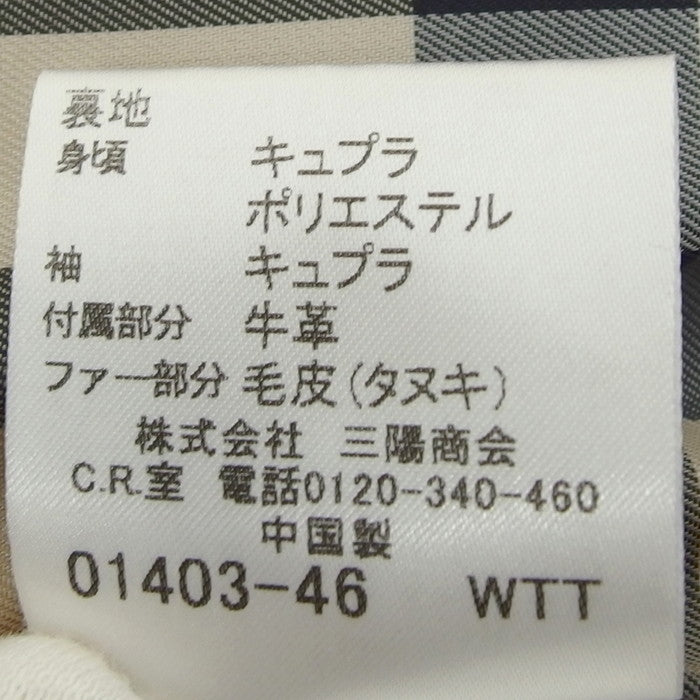 裏地
身頃 キュプラ
ポリエステル
袖 キュプラ
付属部分 牛革
ファー部分 毛皮(タヌキ)
株式会社 三陽商会
C.R.室 電話0120-340-460
中国製
01403-46 WTT